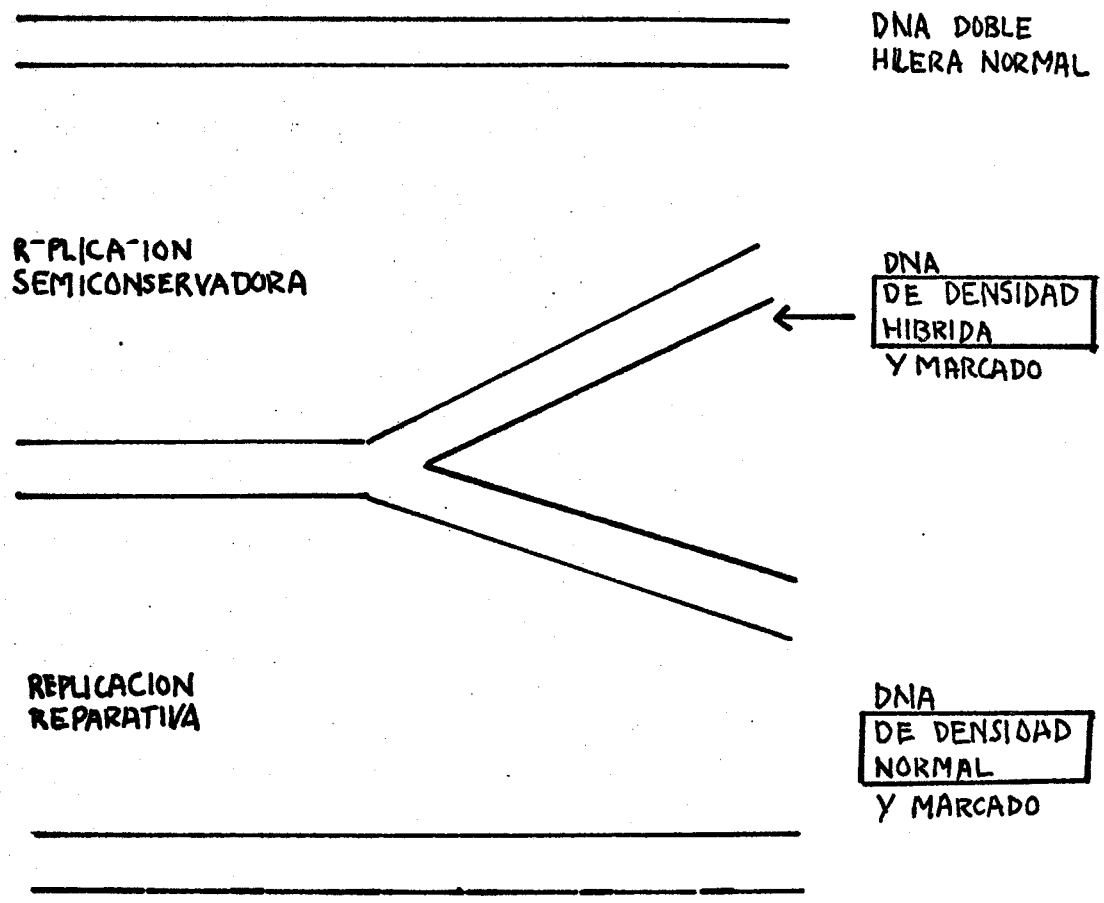 DNA DOBLE
HILERA NORMAL
R-PLICA-ION
SEMICONSERVADORA
DNA
DE DENSIDAD
HIBRIDA
Y MARCADO
REPLICACION
REPARATIVA
DNA
DE DENSIDAD
NORMAL
Y MARCADO